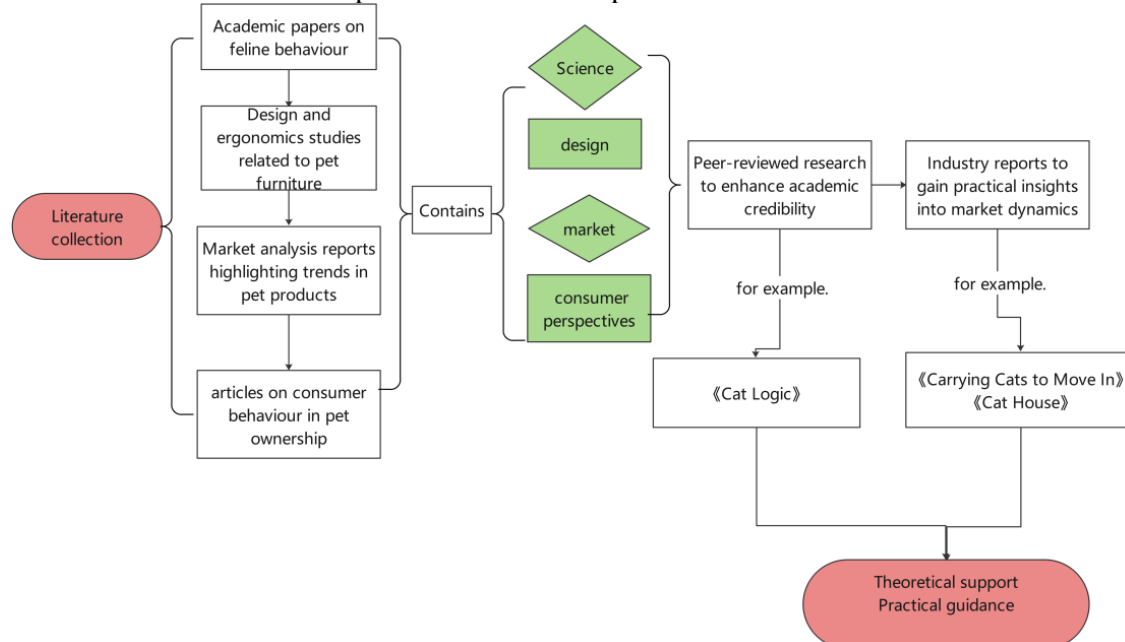 Academic papers on
feline behaviour
Design and
ergonomics studies
related to pet
furniture
Literature
collection
Market analysis reports
highlighting trends in
pet products
articles on consumer
behaviour in pet
ownership
Contains
Science
design
market
consumer
perspectives
Peer-reviewed research
to enhance academic
credibility
Industry reports to
gain practical insights
into market dynamics
for example.
for example.
《Cat Logic》
《Carrying Cats to Move In》
《Cat House》
Theoretical support
Practical guidance